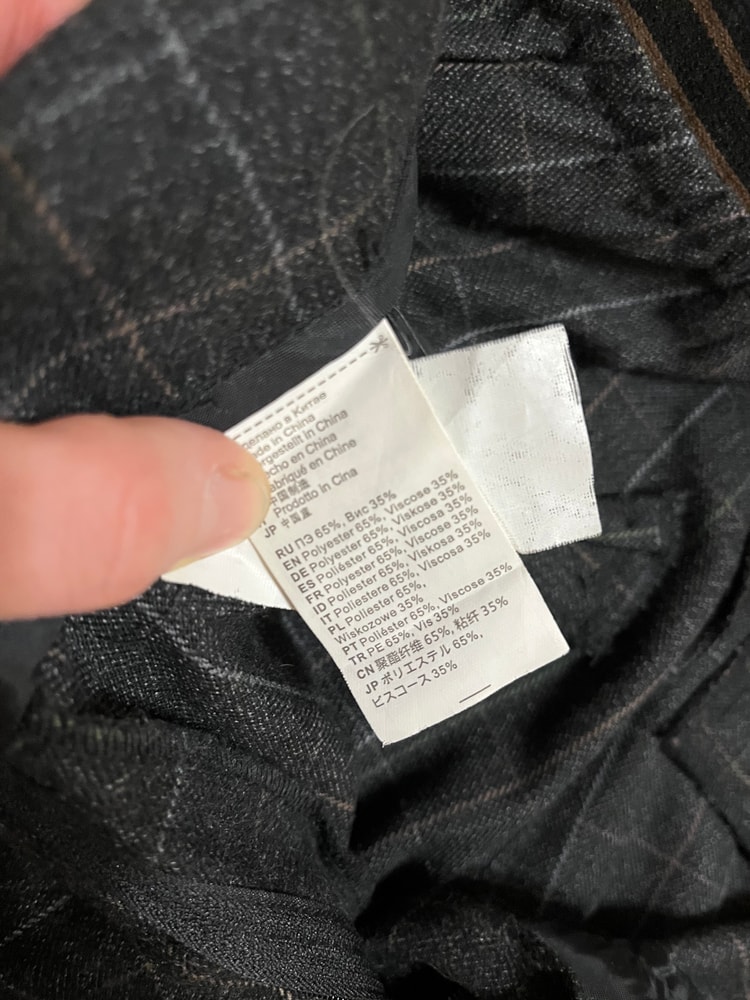 in China
en China
en Chine
中国制造
Prodotto in Cina
JP 中国產
RU ПЭ 65%, Вис 35%
EN Polyester 65%, Viscose 35%
DE Polyester 65%, Viskose 35%
ES Poliéster 65%, Viscosa 35%
FR Polyester 65%, Viscose 35%
ID Poliester 65%, Viskosa 35%
IT Poliestere 65%, Viscosa 35%
PL Poliester 65%,
Wiskozowe 35%
PT Poliéster 65%, Viscose 35%
TR PE 65%, Vis 35%
CN 聚酯纤维 65%, 粘纤 35%
JP ポリエステル 65%,
ビスコース 35%